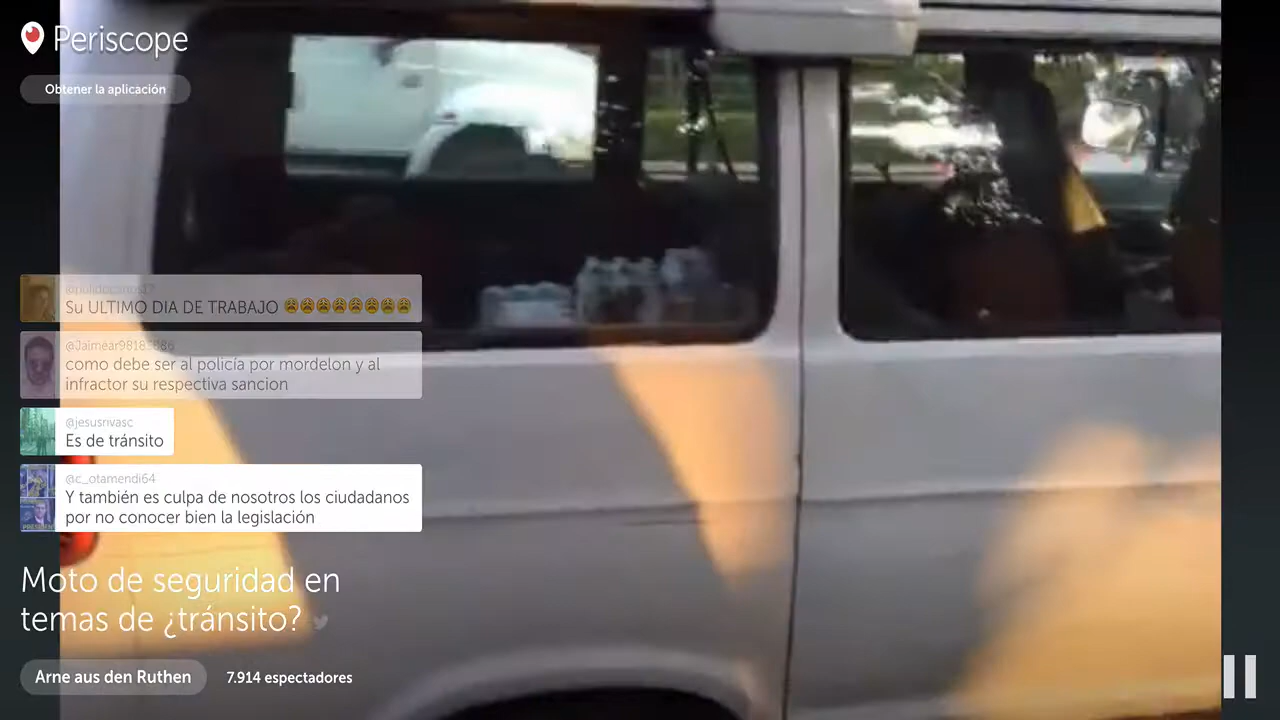 Periscope
Obtener la aplicación
Su ULTIMO DIA DE TRABAJO 😩😩😩😩😩😩😩😩
como debe ser al policía por mordelon y al
infractor su respectiva sancion
@jesusrivasc
Es de tránsito
@c_otamendi64
Y también es culpa de nosotros los ciudadanos
por no conocer bien la legislación
Moto de seguridad en
temas de ¿tránsito?
Arne aus den Ruthen
7.914 espectadores